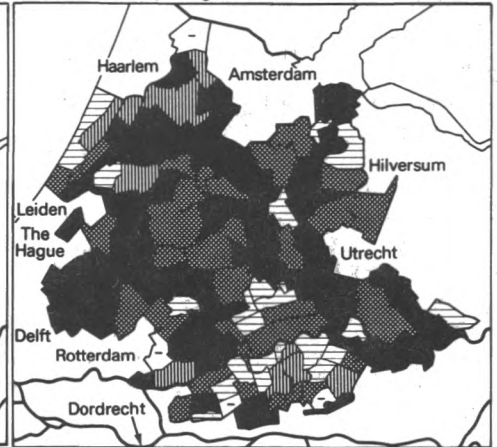 Haarlem
Amsterdam
Hilversum
Leiden
The
Hague
Utrecht
Delft
Rotterdam
Dordrecht